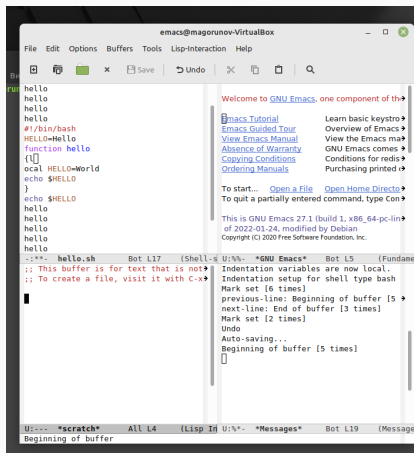 emacs@magorunov-VirtualBox
File Edit Options Buffers Tools Lisp-Interaction Help
Save Undo
hello
hello
hello
hello
#!/bin/bash
HELLO=Hello
function hello
{l
ocal HELLO=World
echo $HELLO
}
echo $HELLO
hello
hello
hello
hello
hello
-:**- hello.sh Bot L17 (Shell-s
Welcome to GNU Emacs, one component of th
Emacs Tutorial Learn basic keystro
Emacs Guided Tour Overview of Emacs
View Emacs Manual View the Emacs ma
Absence of Warranty GNU Emacs comes
Copying Conditions Conditions for redis
Ordering Manuals Purchasing printed
To start... Open a File Open Home Directo
To quit a partially entered command, type Con
This is GNU Emacs 27.1 (build 1, x86_64-pc-lin
of 2022-01-24, modified by Debian
Copyright (C) 2020 Free Software Foundation, Inc.
U:%%- *GNU Emacs* Bot L5 (Fundame
;; This buffer is for text that is not
;; To create a file, visit it with C-x
U:--- *scratch* All L4 (Lisp In
Indentation variables are now local.
Indentation setup for shell type bash
Mark set [6 times]
previous-line: Beginning of buffer [5
next-line: End of buffer [3 times]
Mark set [2 times]
Undo
Auto-saving...
Beginning of buffer [5 times]
U:%*- *Messages* Bot L19 (Message
Beginning of buffer